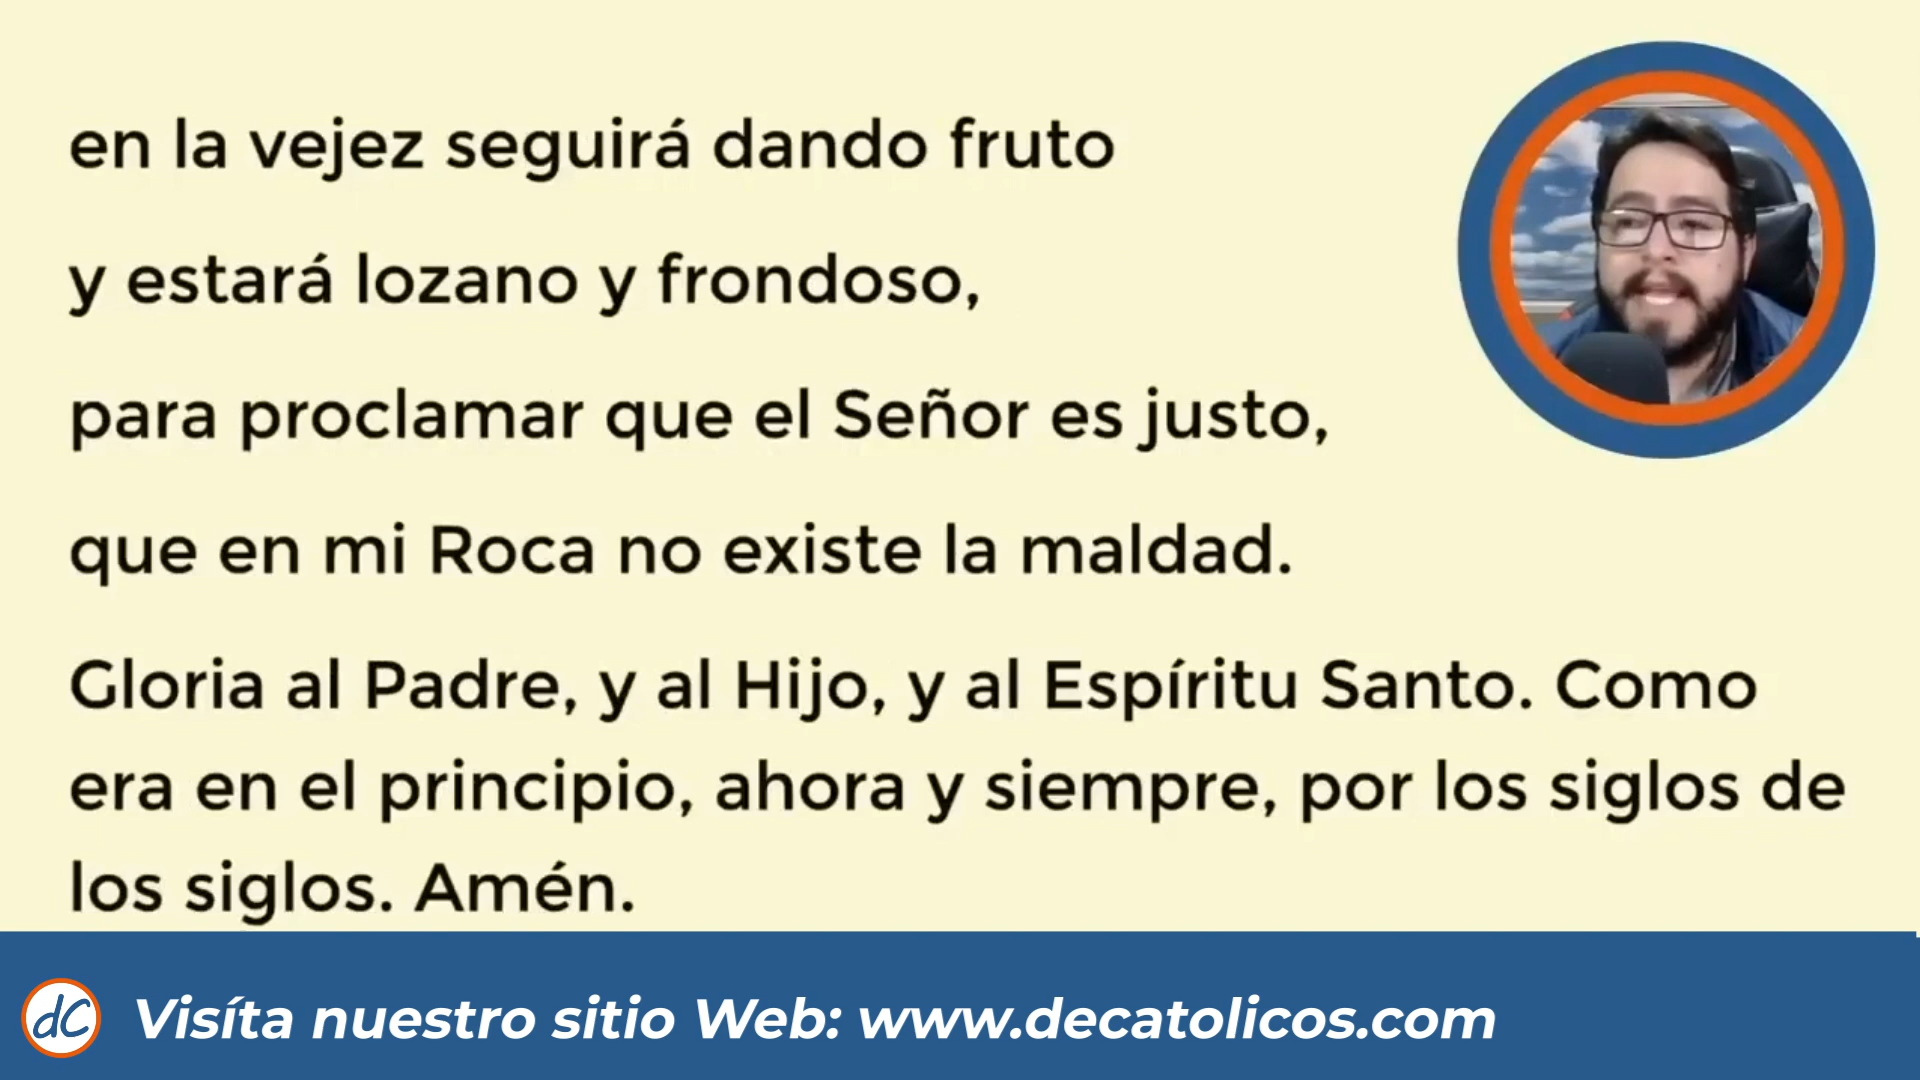 en la vejez seguirá dando fruto
y estará lozano y frondoso,
para proclamar que el Señor es justo,
que en mi Roca no existe la maldad.
Gloria al Padre, y al Hijo, y al Espíritu Santo. Como
era en el principio, ahora y siempre, por los siglos de
los siglos. Amén.
dC Visíta nuestro sitio Web: www.decatolicos.com